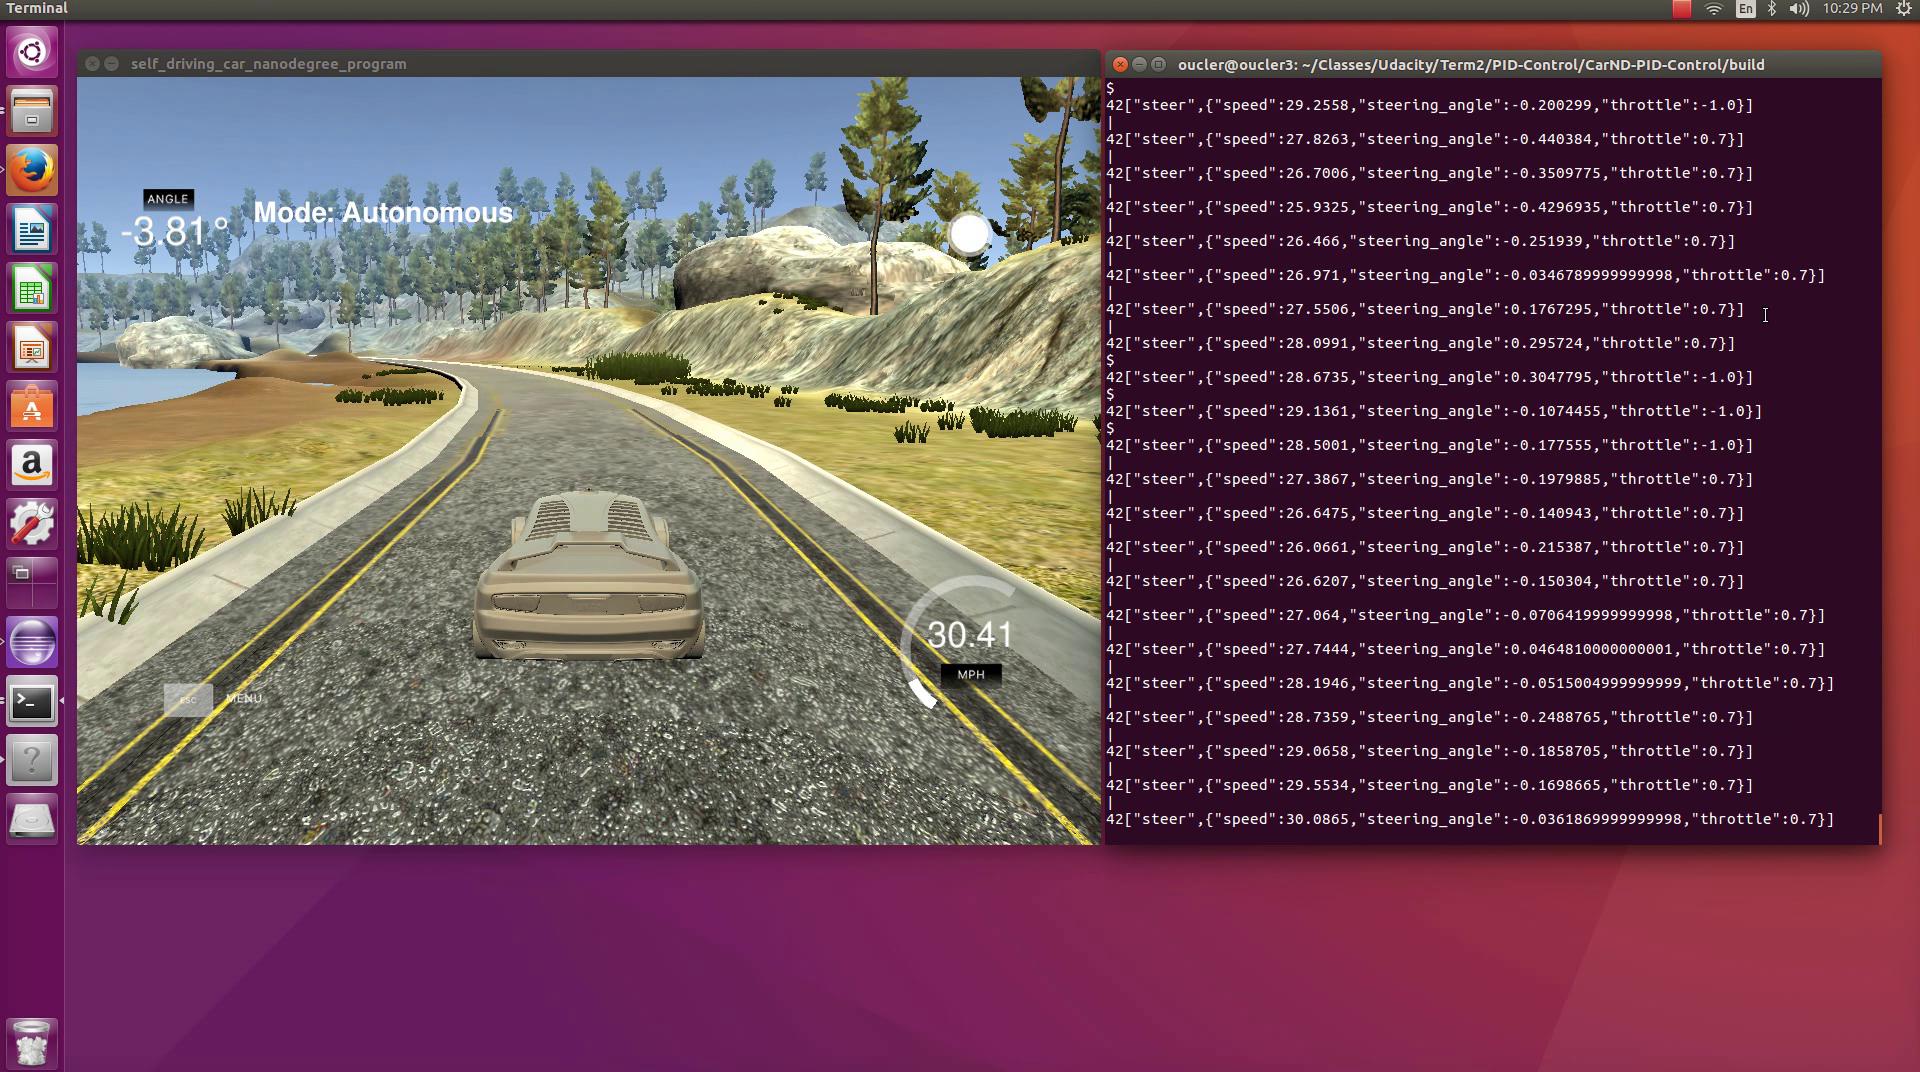 Terminal
En
10:29 PM
self_driving_car_nanodegree_program
ANGLE
-3.81°
Mode: Autonomous
30.41
MPH
ESC
MENU
oucler@oucler3: ~/Classes/Udacity/Term2/PID-Control/CarND-PID-Control/build
$
42["steer",{"speed":29.2558,"steering_angle":-0.200299,"throttle":-1.0}]
|
42["steer",{"speed":27.8263,"steering_angle":-0.440384,"throttle":0.7}]
|
42["steer",{"speed":26.7006,"steering_angle":-0.3509775,"throttle":0.7}]
|
42["steer",{"speed":25.9325,"steering_angle":-0.4296935,"throttle":0.7}]
|
42["steer",{"speed":26.466,"steering_angle":-0.251939,"throttle":0.7}]
|
42["steer",{"speed":26.971,"steering_angle":-0.0346789999999998,"throttle":0.7}]
|
42["steer",{"speed":27.5506,"steering_angle":0.1767295,"throttle":0.7}]
|
42["steer",{"speed":28.0991,"steering_angle":0.295724,"throttle":0.7}]
$
42["steer",{"speed":28.6735,"steering_angle":0.3047795,"throttle":-1.0}]
$
42["steer",{"speed":29.1361,"steering_angle":-0.1074455,"throttle":-1.0}]
$
42["steer",{"speed":28.5001,"steering_angle":-0.177555,"throttle":-1.0}]
|
42["steer",{"speed":27.3867,"steering_angle":-0.1979885,"throttle":0.7}]
|
42["steer",{"speed":26.6475,"steering_angle":-0.140943,"throttle":0.7}]
|
42["steer",{"speed":26.0661,"steering_angle":-0.215387,"throttle":0.7}]
|
42["steer",{"speed":26.6207,"steering_angle":-0.150304,"throttle":0.7}]
|
42["steer",{"speed":27.064,"steering_angle":-0.0706419999999998,"throttle":0.7}]
|
42["steer",{"speed":27.7444,"steering_angle":0.0464810000000001,"throttle":0.7}]
|
42["steer",{"speed":28.1946,"steering_angle":-0.0515004999999999,"throttle":0.7}]
|
42["steer",{"speed":28.7359,"steering_angle":-0.2488765,"throttle":0.7}]
|
42["steer",{"speed":29.0658,"steering_angle":-0.1858705,"throttle":0.7}]
|
42["steer",{"speed":29.5534,"steering_angle":-0.1698665,"throttle":0.7}]
|
42["steer",{"speed":30.0865,"steering_angle":-0.0361869999999998,"throttle":0.7}]